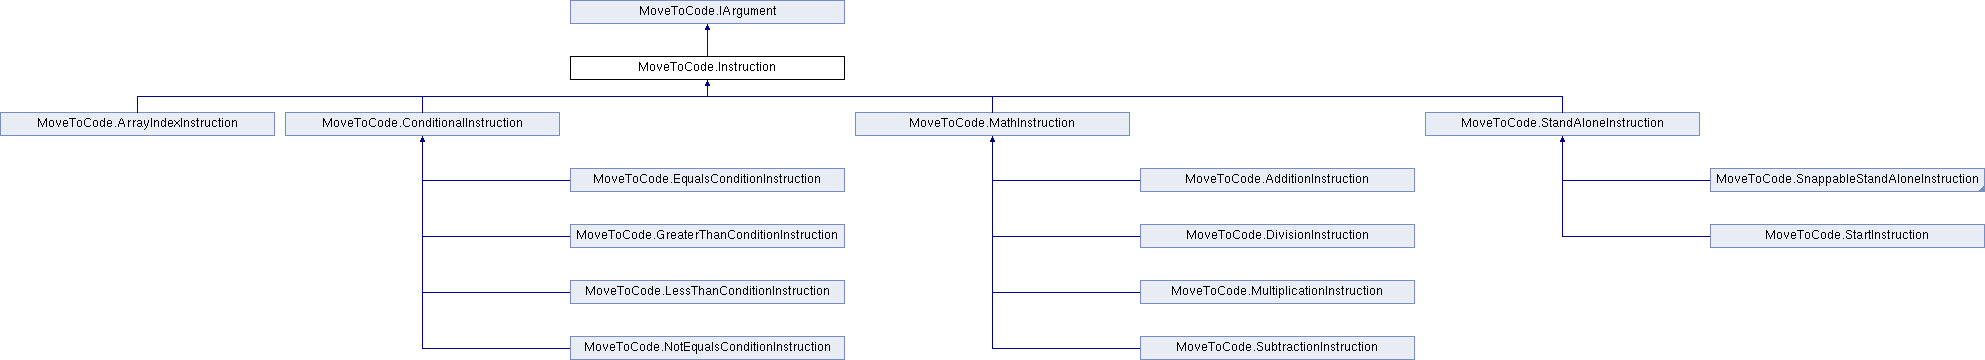 MoveToCode.IArgument
MoveToCode.Instruction
MoveToCode.ArrayIndexInstruction
MoveToCode.ConditionalInstruction
MoveToCode.MathInstruction
MoveToCode.StandAloneInstruction
MoveToCode.EqualsConditionInstruction
MoveToCode.AdditionInstruction
MoveToCode.SnappableStandAloneInstruction
MoveToCode.GreaterThanConditionInstruction
MoveToCode.DivisionInstruction
MoveToCode.StartInstruction
MoveToCode.LessThanConditionInstruction
MoveToCode.MultiplicationInstruction
MoveToCode.NotEqualsConditionInstruction
MoveToCode.SubtractionInstruction